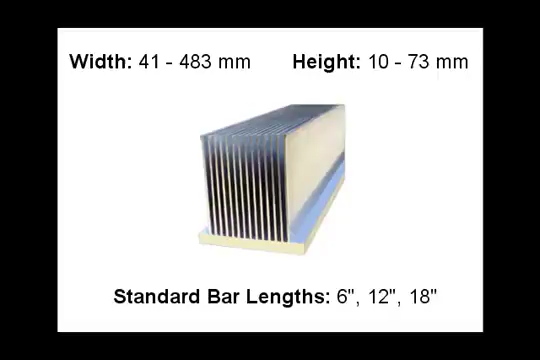 Width: 41 - 483 mm Height: 10 - 73 mm
Standard Bar Lengths: 6", 12", 18"